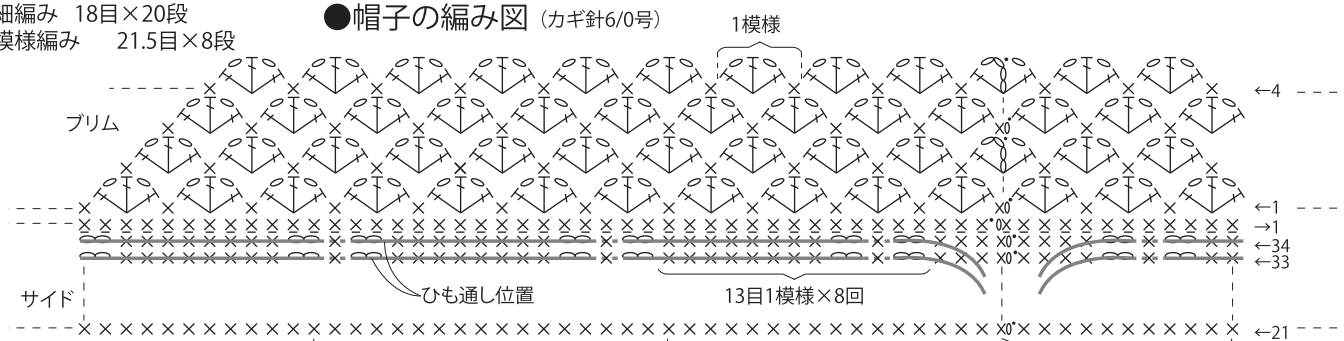 細編み 18目×20段
模様編み 21.5目×8段
●帽子の編み図(カギ針6/0号)
1模様
←4
ブリム
←1
→1
←34
←33
ひも通し位置
13目1模様×8回
サイド
←21